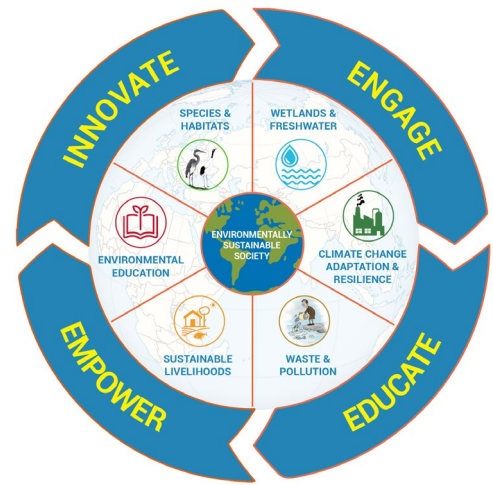 INNOVATE
ENGAGE
SPECIES &
HABITATS
WETLANDS &
FRESHWATER
ENVIRONMENTAL
EDUCATION
ENVIRONMENTALLY
SUSTAINABLE
SOCIETY
CLIMATE CHANGE
ADAPTATION &
RESILIENCE
SUSTAINABLE
LIVELIHOODS
WASTE &
POLLUTION
EMPOWER
EDUCATE